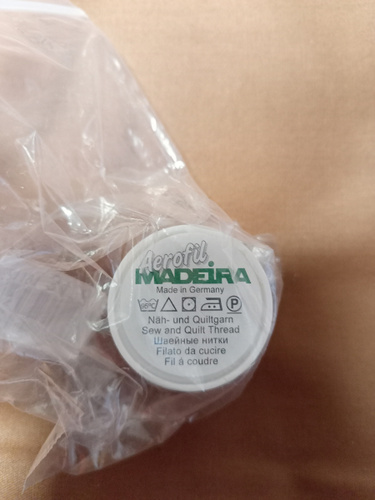 Aerofil
MADEIRA
Made in Germany
P
Näh- und Quiltgarn
Sew and Quilt Thread
Швейные нитки
Filato da cucire
Fil à coudre